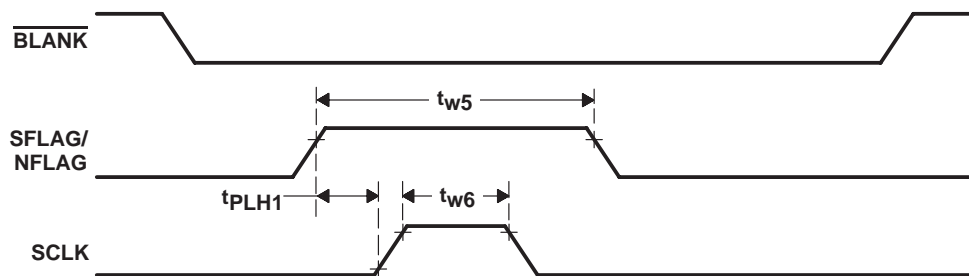 BLANK
tw5
SFLAG/
NFLAG
tPLH1
tw6
SCLK